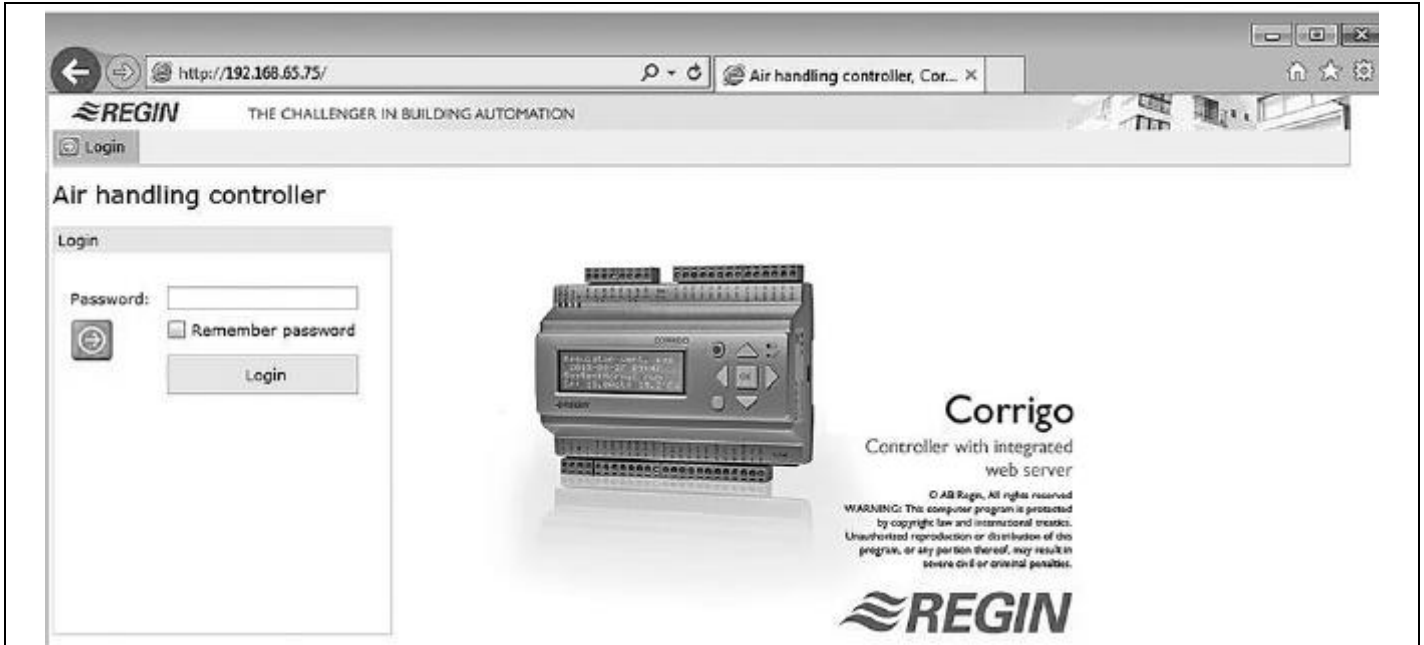 http://192.168.65.75/
Air handling controller, Cor...
REGIN
THE CHALLENGER IN BUILDING AUTOMATION
Login
Air handling controller
Login
Password:
Remember password
Login
CORRIGO
OK
REGIN
Corrigo
Controller with integrated
web server
© AB Regin, All rights reserved
WARNING: This computer program is protected
by copyright law and international treaties.
Unauthorized reproduction or distribution of this
program, or any portion thereof, may result in
severe civil or criminal penalties.
REGIN